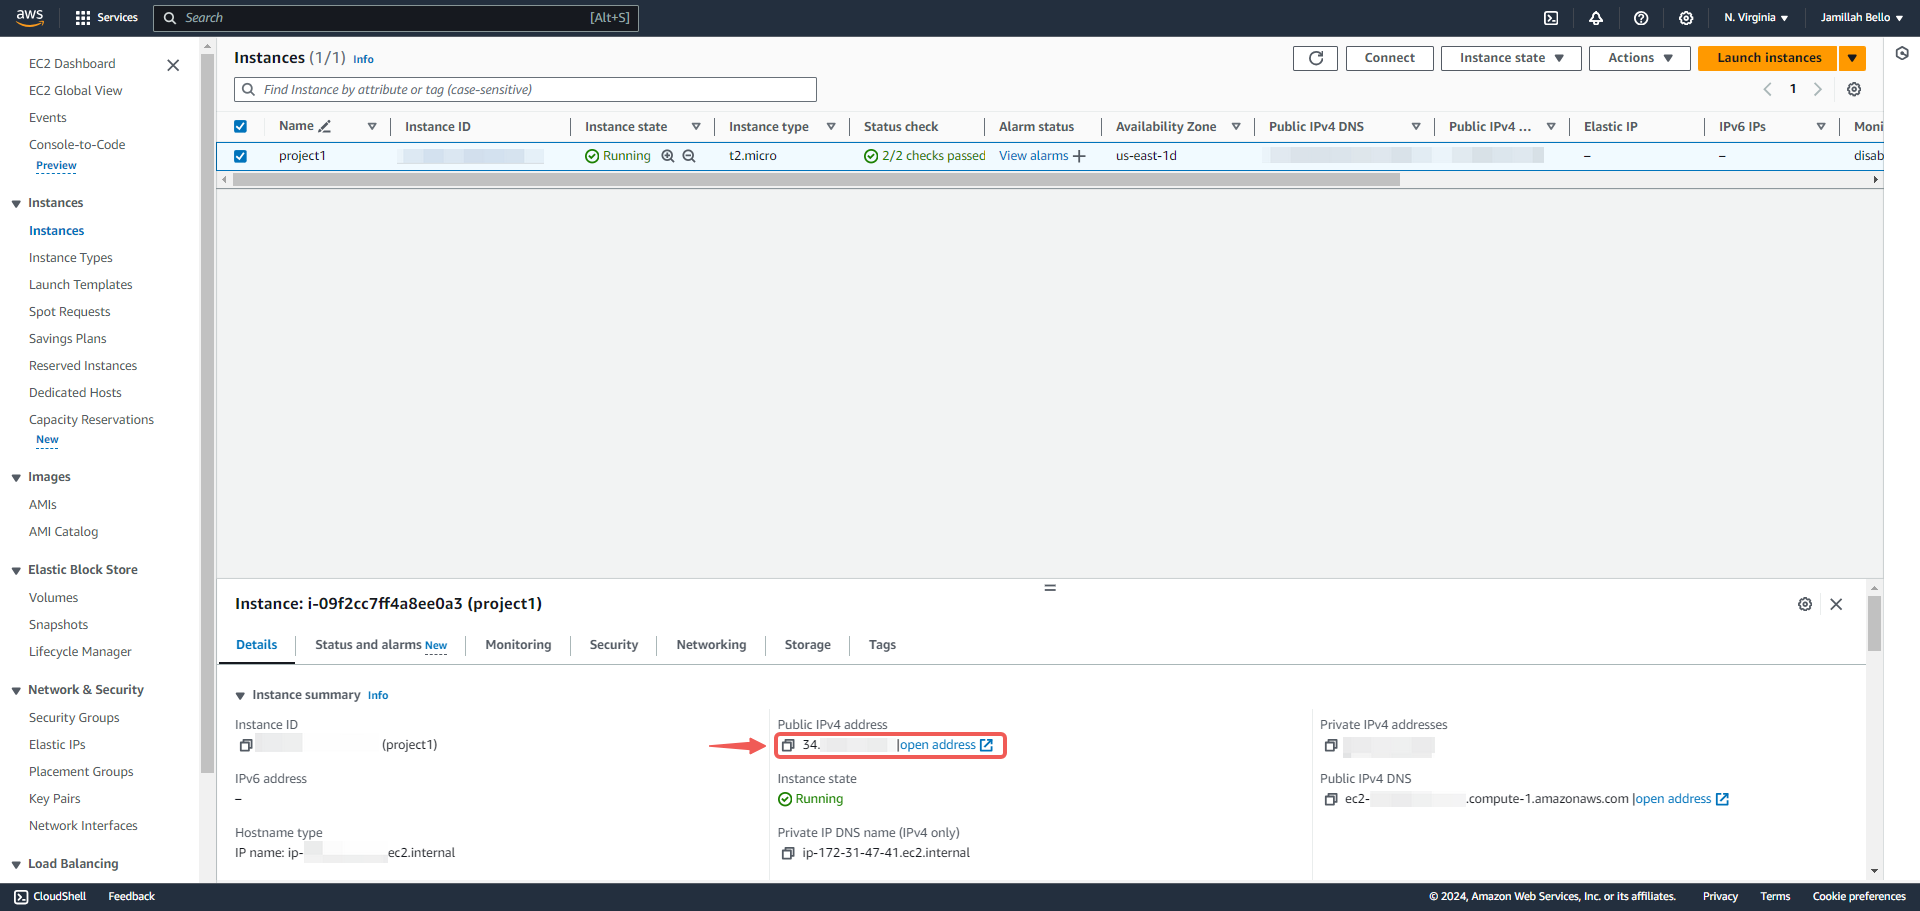 aws Services Search [Alt+S] N. Virginia Jamillah Bello
EC2 Dashboard
EC2 Global View
Events
Console-to-Code
Preview
Instances
Instances
Instance Types
Launch Templates
Spot Requests
Savings Plans
Reserved Instances
Dedicated Hosts
Capacity Reservations
New
Images
AMIs
AMI Catalog
Elastic Block Store
Volumes
Snapshots
Lifecycle Manager
Network & Security
Security Groups
Elastic IPs
Placement Groups
Key Pairs
Network Interfaces
Load Balancing
Instances (1/1) Info Connect Instance state Actions Launch instances
Find Instance by attribute or tag (case-sensitive) 1
Name Instance ID Instance state Instance type Status check Alarm status Availability Zone Public IPv4 DNS Public IPv4 ... Elastic IP IPv6 IPs Moni
project1 Running t2.micro 2/2 checks passed View alarms us-east-1d – – disab
Instance: i-09f2cc7ff4a8ee0a3 (project1)
Details Status and alarms New Monitoring Security Networking Storage Tags
Instance summary Info
Instance ID
(project1)
IPv6 address
–
Hostname type
IP name: ip- ec2.internal
Public IPv4 address
34. |open address
Instance state
Running
Private IP DNS name (IPv4 only)
ip-172-31-47-41.ec2.internal
Private IPv4 addresses
Public IPv4 DNS
ec2- .compute-1.amazonaws.com |open address
CloudShell Feedback © 2024, Amazon Web Services, Inc. or its affiliates. Privacy Terms Cookie preferences